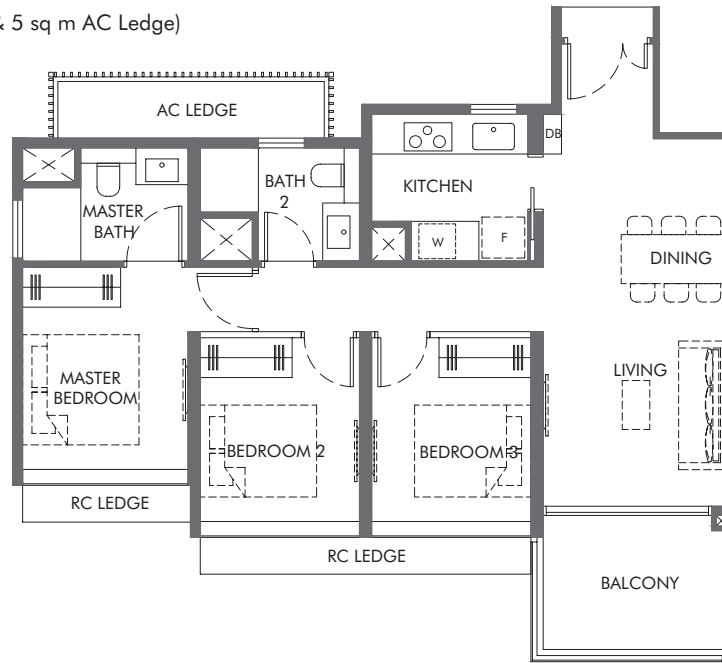 & 5 sq m AC Ledge)
AC LEDGE
DB
BATH
2
KITCHEN
MASTER
BATH
W
F
DINING
MASTER
BEDROOM
LIVING
BEDROOM 2
BEDROOM 3
RC LEDGE
RC LEDGE
BALCONY